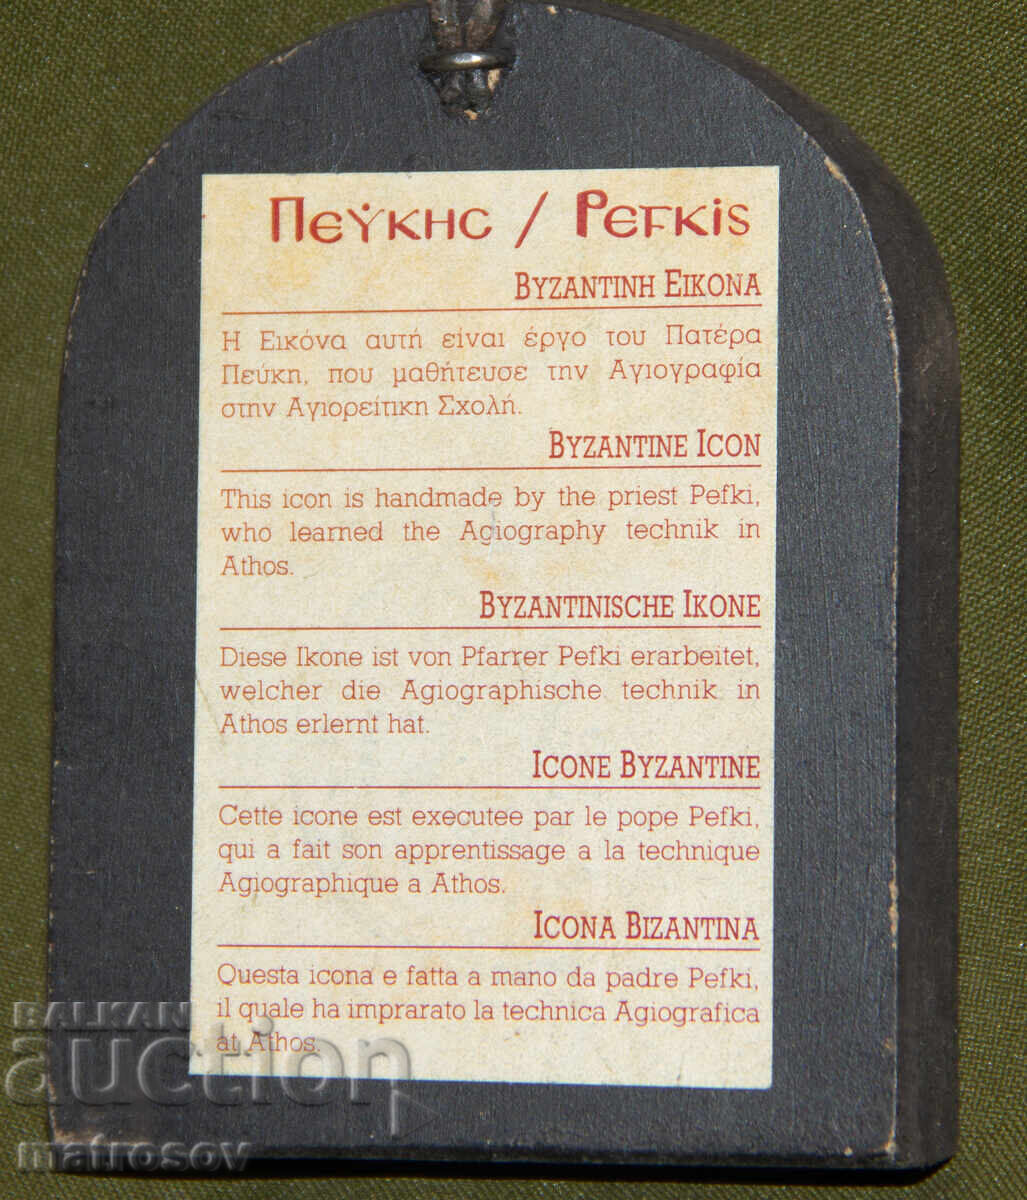 Πεύκης / Pefkis
ΒΥΖΑΝΤΙΝΗ ΕΙΚΟΝΑ
Η Εικόνα αυτή είναι έργο του Πατέρα
Πεύκη, που μαθήτευσε την Αγιογραφία
στην Αγιορείτικη Σχολή.
BYZANTINE ICON
This icon is handmade by the priest Pefki,
who learned the Agiography technik in
Athos.
BYZANTINISCHE IKONE
Diese Ikone ist von Pfarrer Pefki erarbeitet,
welcher die Agiographische technik in
Athos erlernt hat.
ICONE BYZANTINE
Cette icone est executee par le pope Pefki,
qui a fait son apprentissage a la technique
Agiographique a Athos.
ICONA BIZANTINA
Questa icona e fatta a mano da padre Pefki,
il quale ha imprarato la technica Agiografica
at Athos.
BALKAN
auction
matrosov